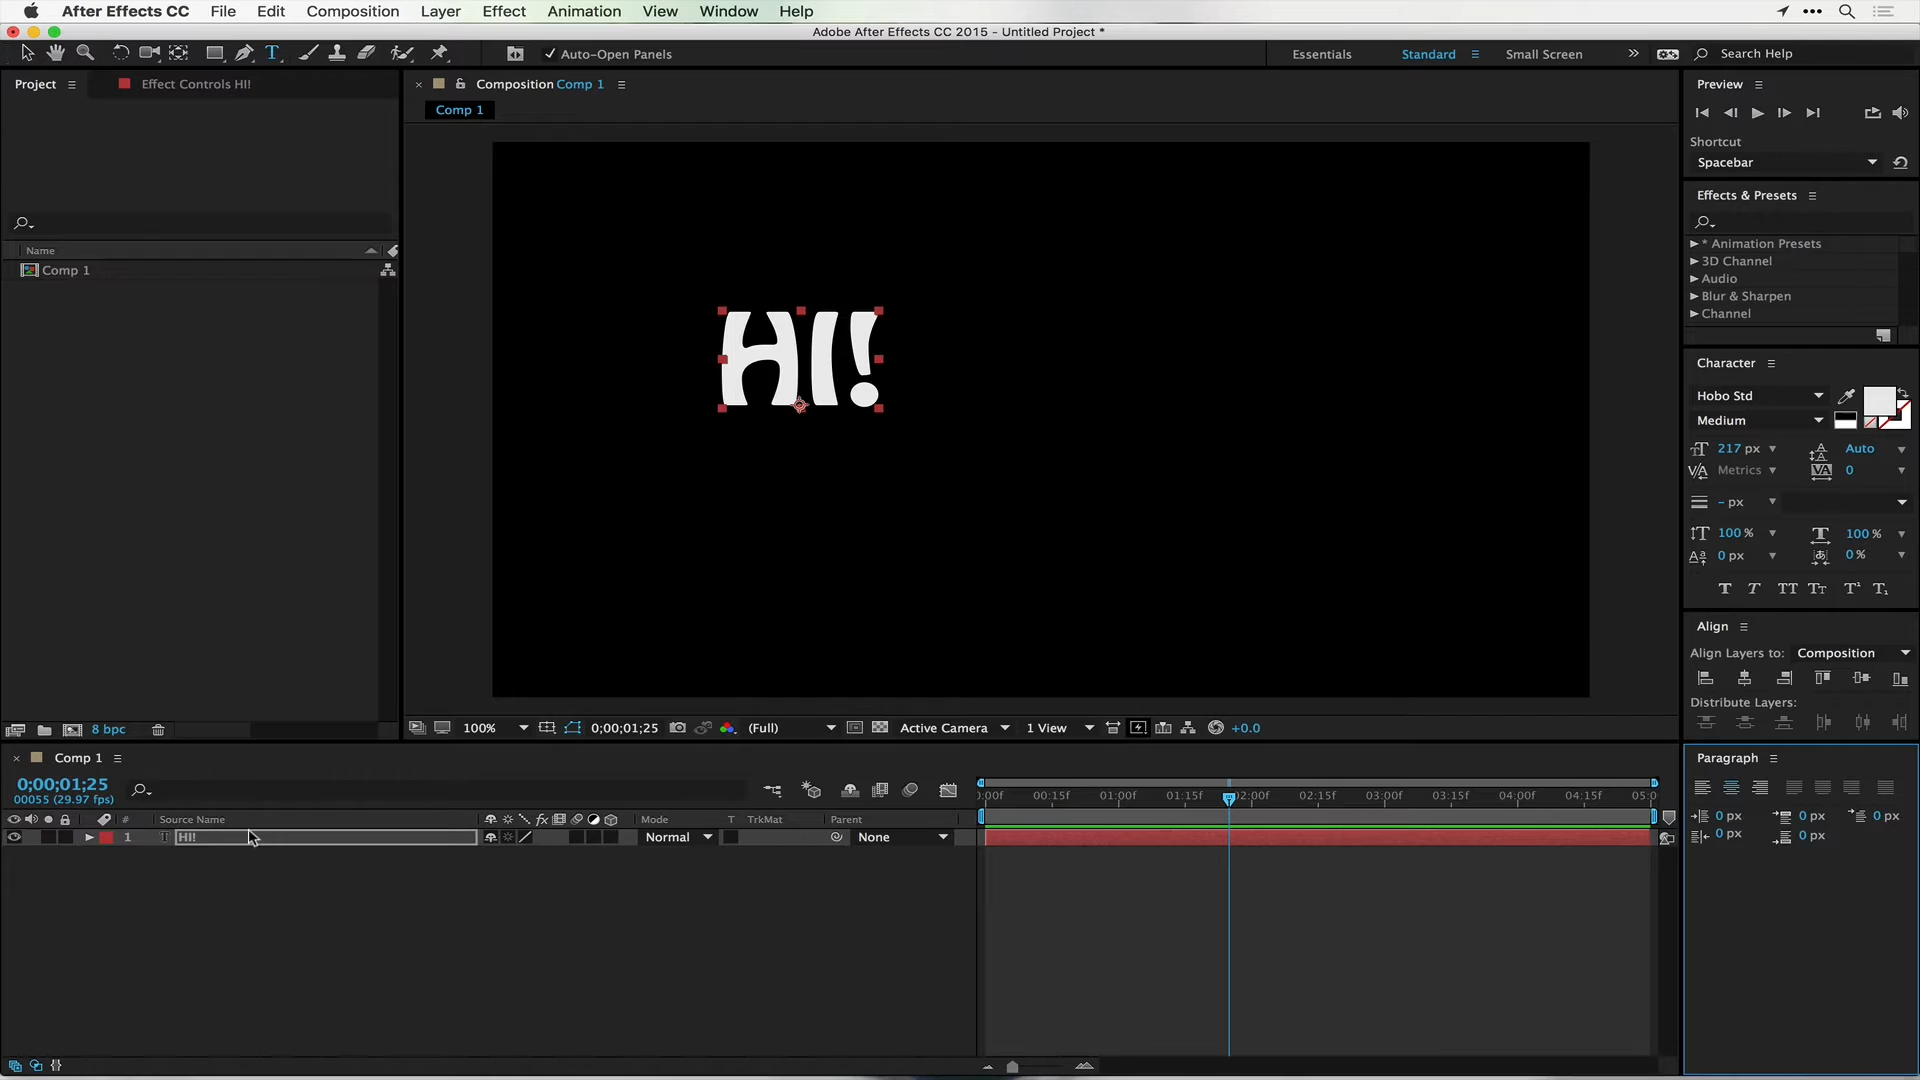 After Effects CC File Edit Composition Layer Effect Animation View Window Help
Adobe After Effects CC 2015 - Untitled Project *
Auto-Open Panels Essentials Standard Small Screen Search Help
Project Effect Controls HI!
Composition Comp 1
Comp 1
Name
Comp 1
HI!
8 bpc
100% 0;00;01;25 (Full) Active Camera 1 View +0.0
Preview
Shortcut
Spacebar
Effects & Presets
* Animation Presets
3D Channel
Audio
Blur & Sharpen
Channel
Character
Hobo Std
Medium
217 px Auto
Metrics 0
- px
100 % 100 %
0 px 0 %
T T TT Tt T¹ T₁
Align
Align Layers to: Composition
Distribute Layers:
Comp 1
0;00;01;25
00055 (29.97 fps)
# Source Name Mode T TrkMat Parent
1 HI! Normal None
:00f 00:15f 01:00f 01:15f 02:00f 02:15f 03:00f 03:15f 04:00f 04:15f 05:0
Paragraph
0 px 0 px 0 px
0 px 0 px